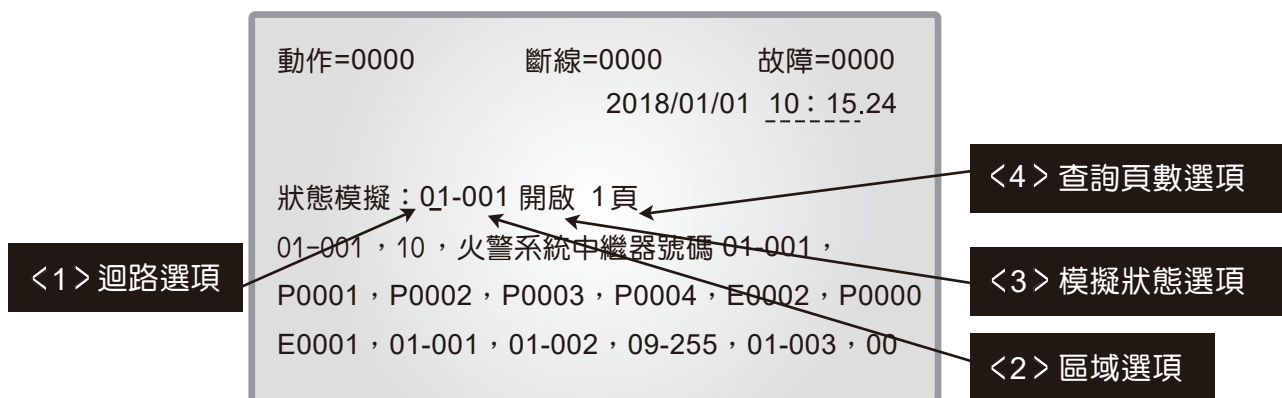 動作=0000 斷線=0000 故障=0000
2018/01/01 10：15.24
<4>查詢頁數選項
狀態模擬：01-001 開啟 1頁
01-001，10，火警系統中繼器號碼 01-001，
<1>迴路選項
<3>模擬狀態選項
P0001，P0002，P0003，P0004，E0002，P0000
E0001，01-001，01-002，09-255，01-003，00
<2>區域選項